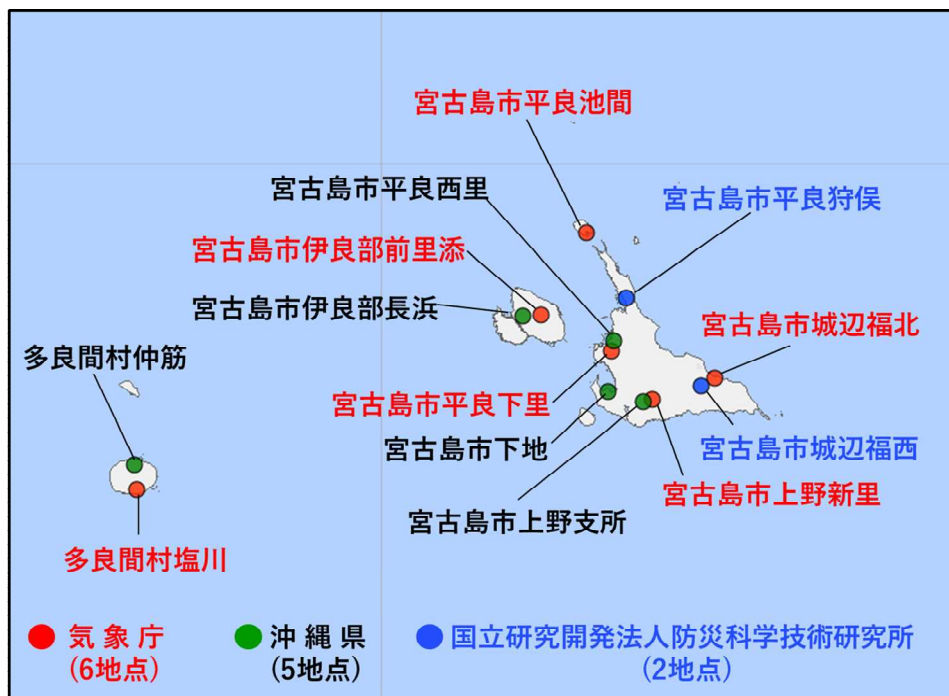 宮古島市平良池間
宮古島市平良西里
宮古島市平良狩俣
宮古島市伊良部前里添
宮古島市伊良部長浜
宮古島市城辺福北
多良間村仲筋
宮古島市平良下里
宮古島市下地
宮古島市城辺福西
宮古島市上野新里
宮古島市上野支所
多良間村塩川
気象庁
(6地点)
沖縄県
(5地点)
国立研究開発法人防災科学技術研究所
(2地点)